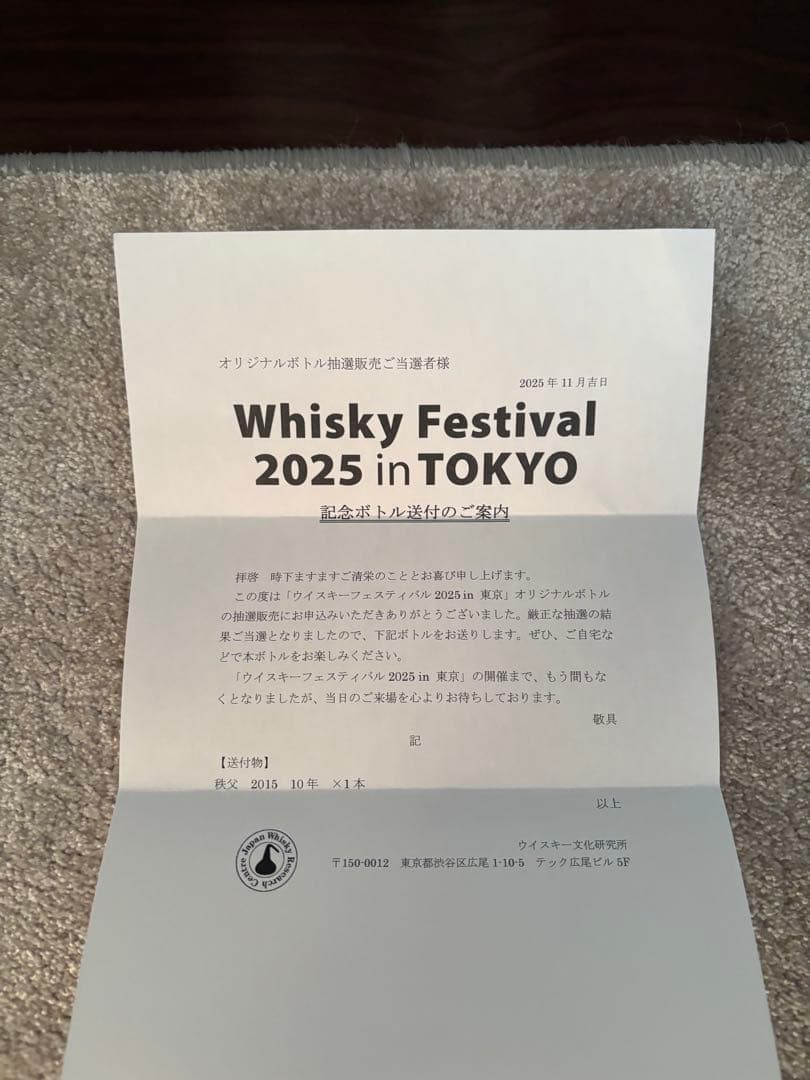 オリジナルボトル抽選販売ご当選者様
2025年11月吉日
Whisky Festival
2025 in TOKYO
記念ボトル送付のご案内
拝啓　時下ますますご清栄のこととお喜び申し上げます。
この度は「ウイスキーフェスティバル 2025 in 東京」オリジナルボトル
の抽選販売にお申込みいただきありがとうございました。厳正な抽選の結
果ご当選となりましたので、下記ボトルをお送りします。ぜひ、ご自宅な
どで本ボトルをお楽しみください。
「ウイスキーフェスティバル 2025 in 東京」の開催まで、もう間もな
くとなりましたが、当日のご来場を心よりお待ちしております。
敬具
記
【送付物】
秩父　2015　10年　×1本
以上
Japan Whisky Research Centre
ウイスキー文化研究所
〒150-0012　東京都渋谷区広尾 1-10-5　テック広尾ビル 5F